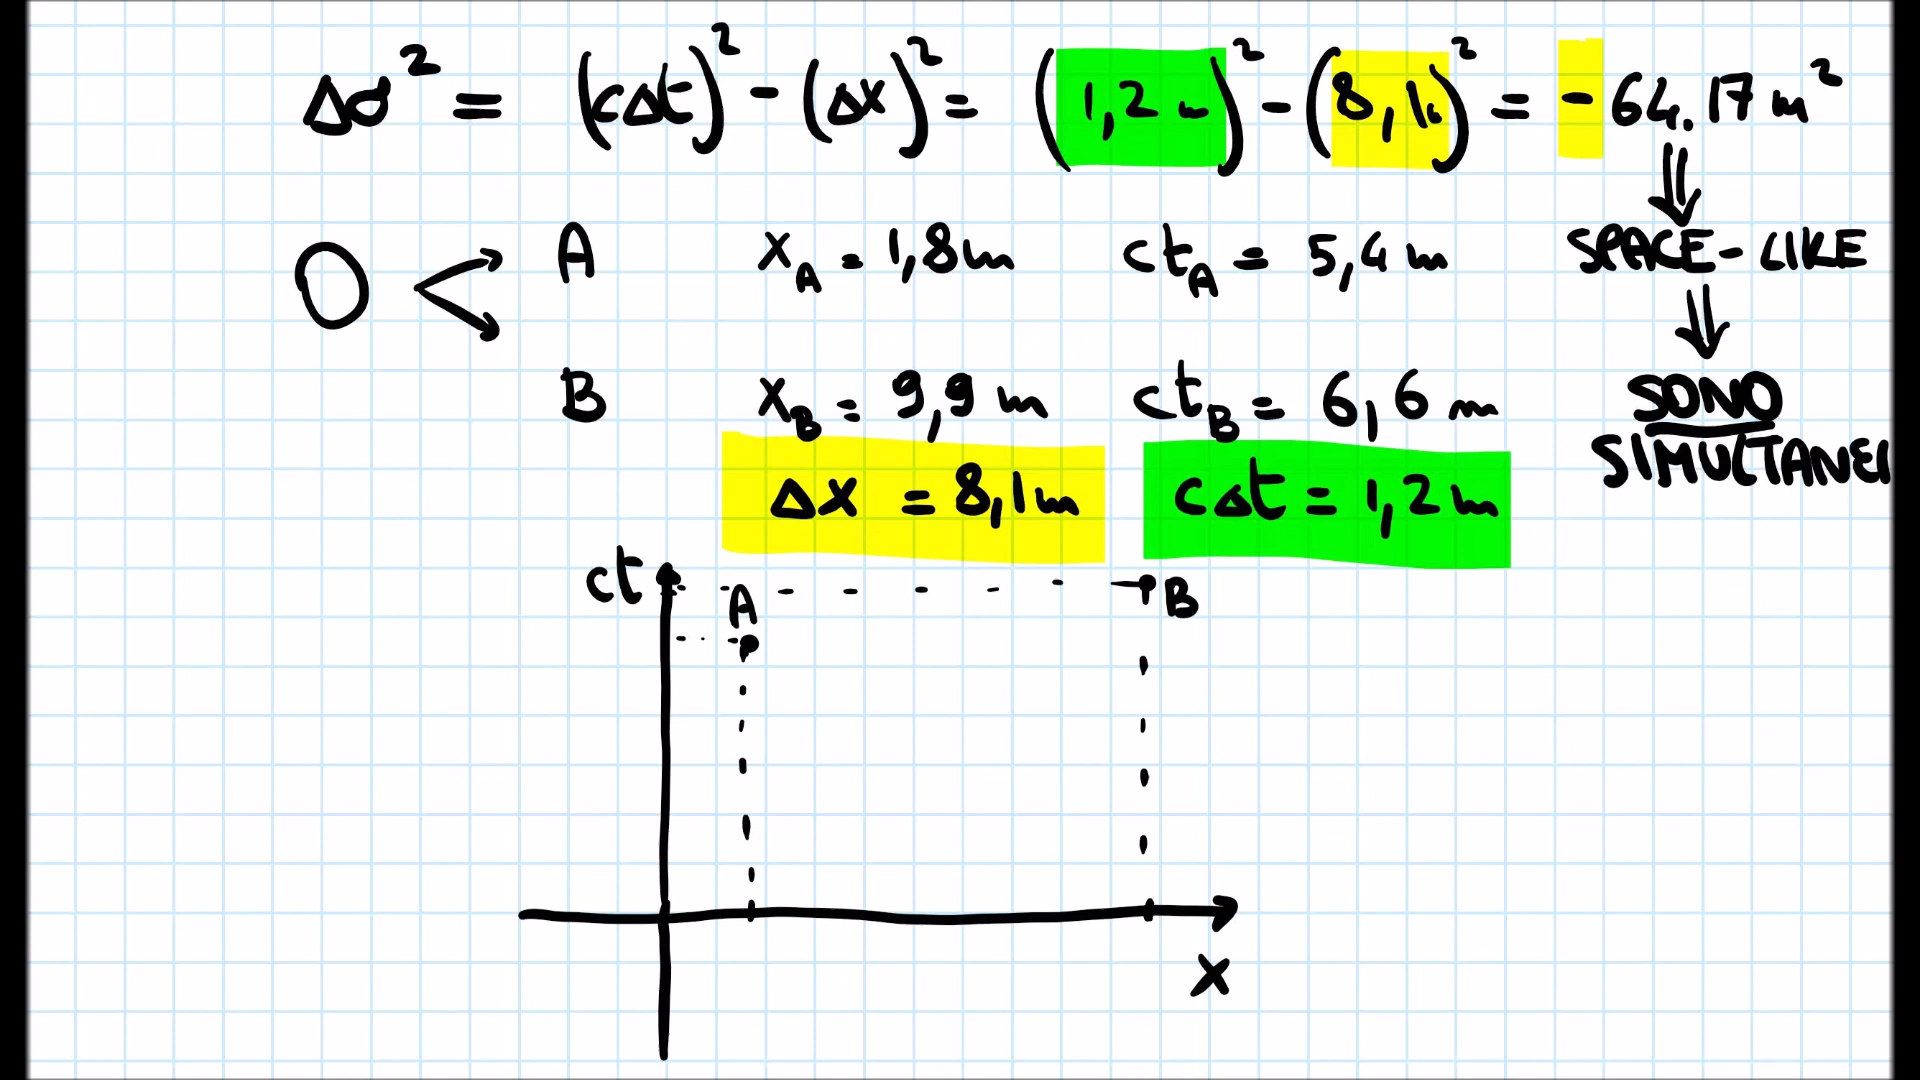 Δσ² = (cΔt)² - (Δx)² = (1,2 m)² - (8,1m)² = - 64.17 m²
⇓
O < A x_A = 1,8 m ct_A = 5,4 m SPACE-LIKE
⇓
B x_B = 9,9 m ct_B = 6,6 m SONO
SIMULTANEI
Δx = 8,1 m cΔt = 1,2 m
ct
A
B
x